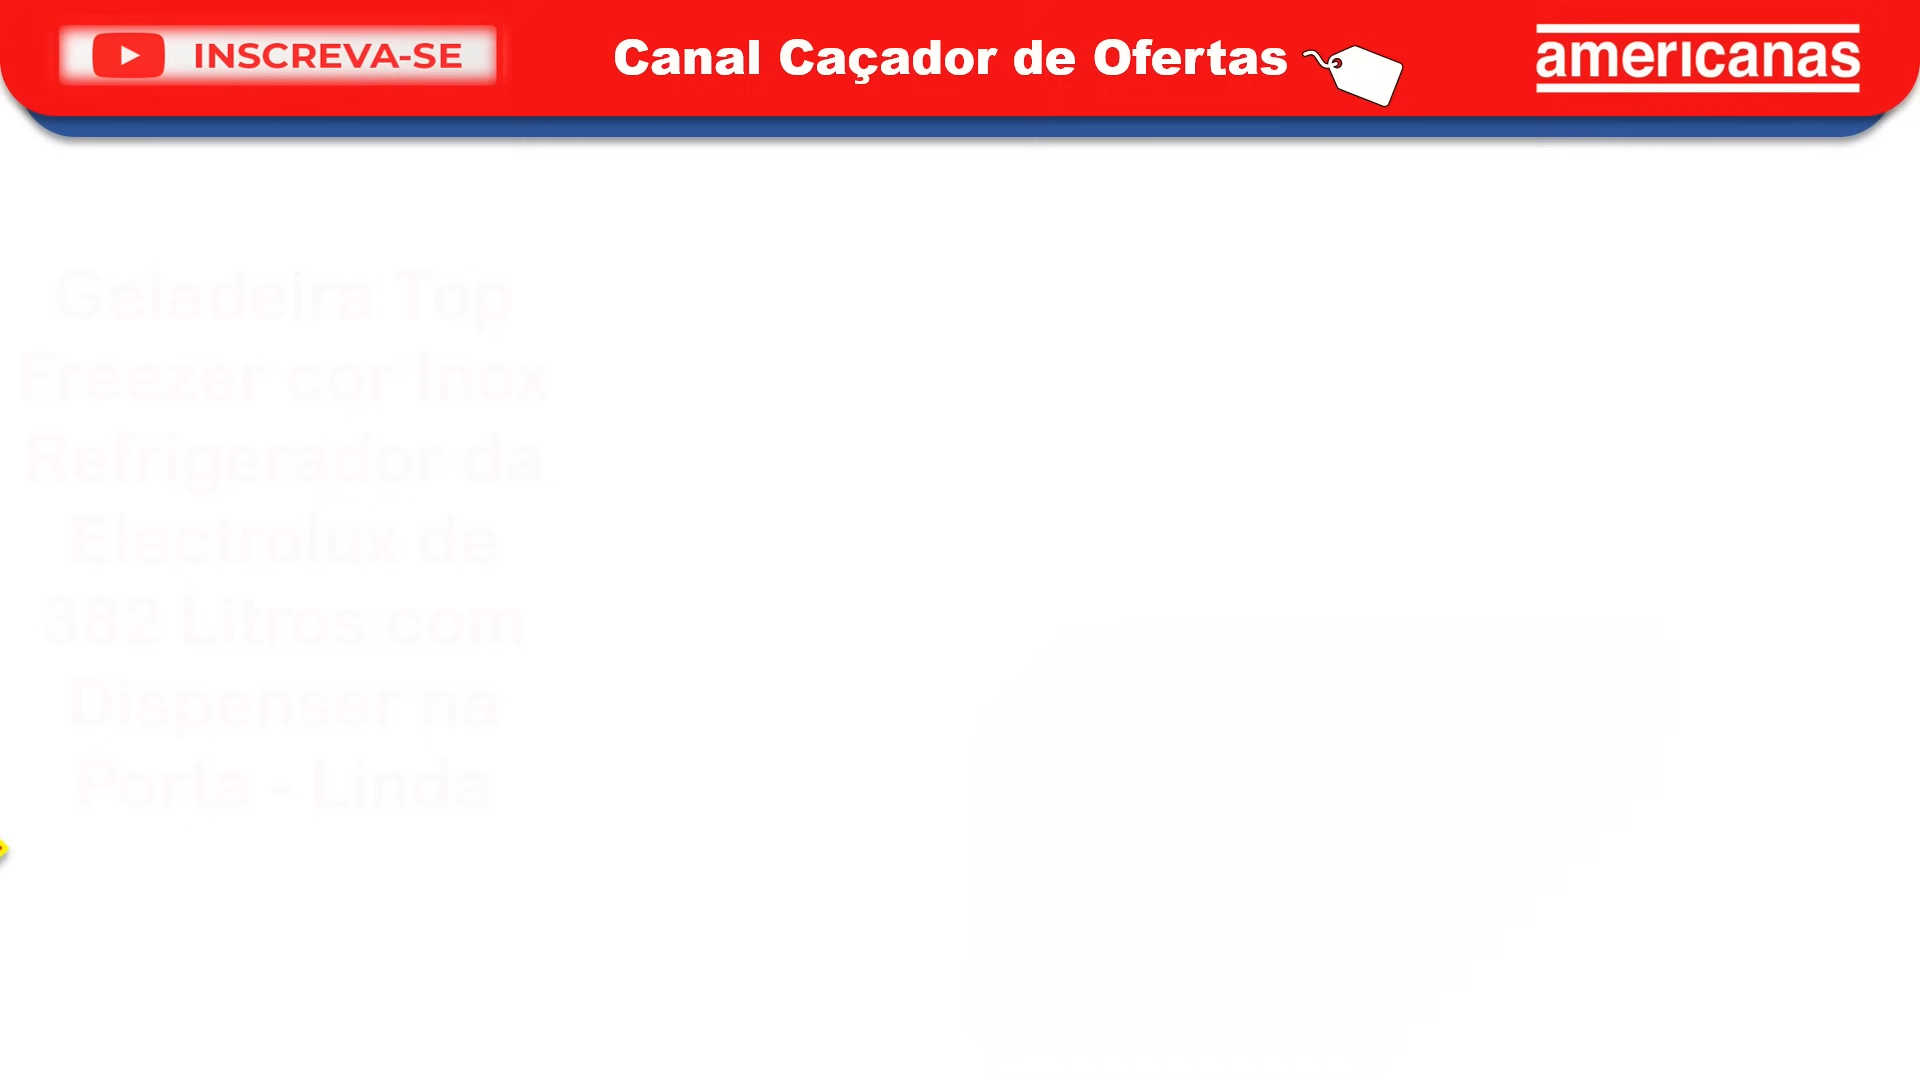 INSCREVA-SE
Canal Caçador de Ofertas
americanas
Geladeira Top
Freezer cor Inox
Refrigerador da
Electrolux de
382 Litros com
Dispenser na
Porta - Linda